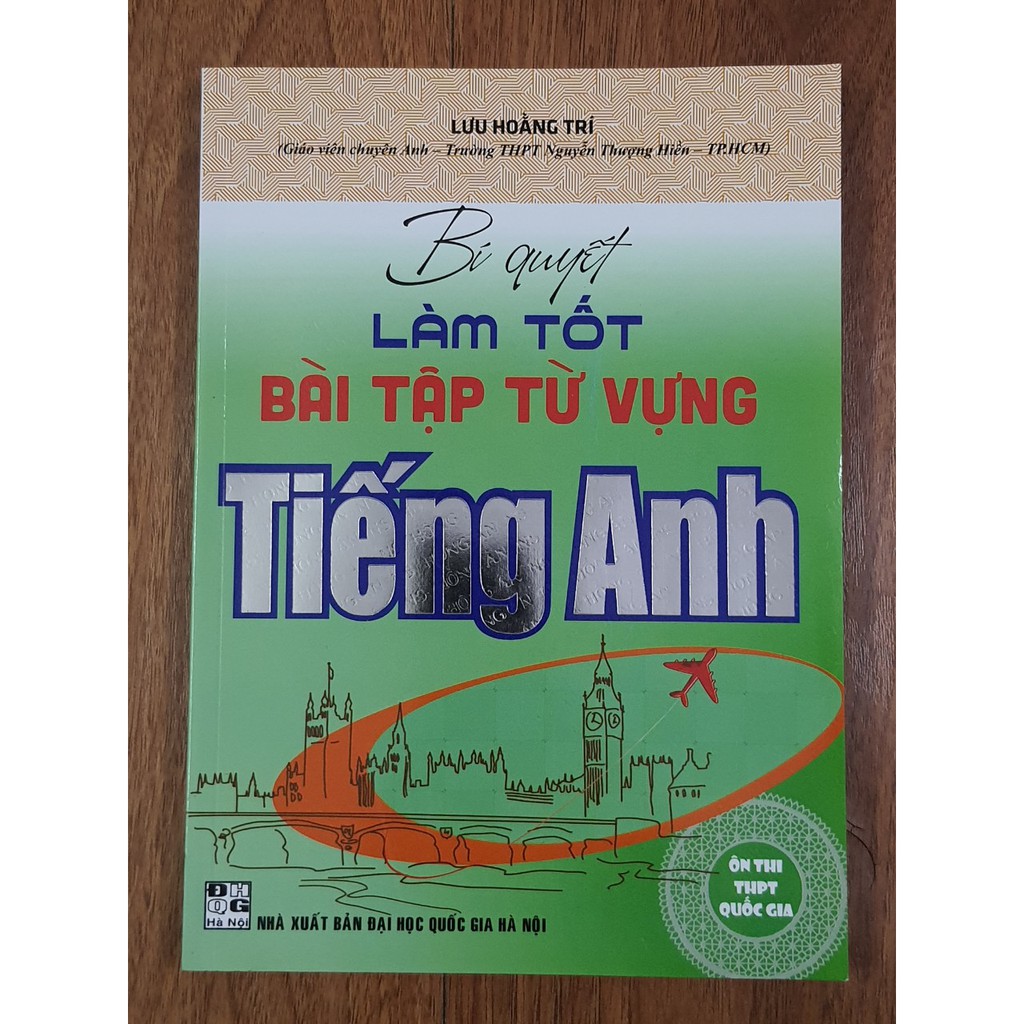 LƯU HOẰNG TRÍ
(Giáo viên chuyên Anh – Trường THPT Nguyễn Thượng Hiền – TP.HCM)
Bí quyết
LÀM TỐT
BÀI TẬP TỪ VỰNG
Tiếng Anh
ÔN THI
THPT
QUỐC GIA
ĐH
QG
Hà Nội
NHÀ XUẤT BẢN ĐẠI HỌC QUỐC GIA HÀ NỘI